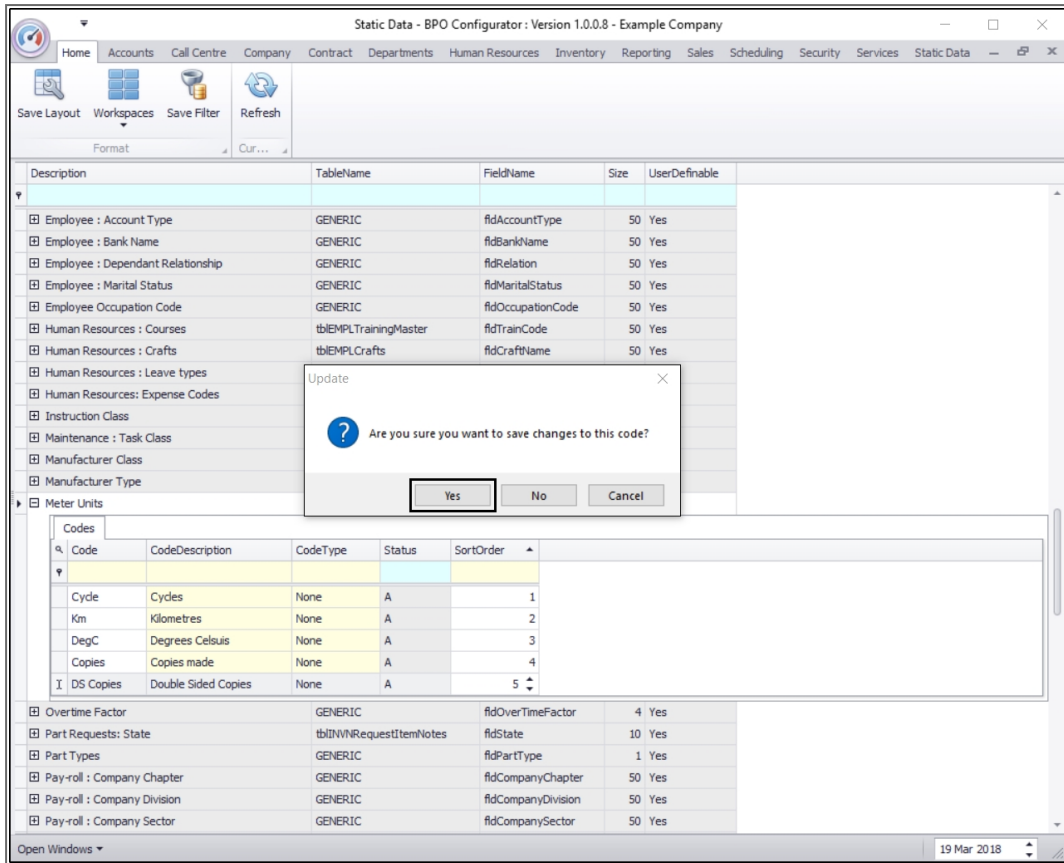 Static Data - BPO Configurator : Version 1.0.0.8 - Example Company
Home Accounts Call Centre Company Contract Departments Human Resources Inventory Reporting Sales Scheduling Security Services Static Data
Save Layout Workspaces Save Filter Refresh
Format Cur...
Description TableName FieldName Size UserDefinable
Employee : Account Type GENERIC fldAccountType 50 Yes
Employee : Bank Name GENERIC fldBankName 50 Yes
Employee : Dependant Relationship GENERIC fldRelation 50 Yes
Employee : Marital Status GENERIC fldMaritalStatus 50 Yes
Employee Occupation Code GENERIC fldOccupationCode 50 Yes
Human Resources : Courses tblEMPLTrainingMaster fldTrainCode 50 Yes
Human Resources : Crafts tblEMPLCrafts fldCraftName 50 Yes
Human Resources : Leave types
Human Resources: Expense Codes
Instruction Class
Maintenance : Task Class
Manufacturer Class
Manufacturer Type
Meter Units
Update
Are you sure you want to save changes to this code?
Yes No Cancel
Codes
Code CodeDescription CodeType Status SortOrder
Cycle Cycles None A 1
Km Kilometres None A 2
DegC Degrees Celsuis None A 3
Copies Copies made None A 4
DS Copies Double Sided Copies None A 5
Overtime Factor GENERIC fldOverTimeFactor 4 Yes
Part Requests: State tblINVNRequestItemNotes fldState 10 Yes
Part Types GENERIC fldPartType 1 Yes
Pay-roll : Company Chapter GENERIC fldCompanyChapter 50 Yes
Pay-roll : Company Division GENERIC fldCompanyDivision 50 Yes
Pay-roll : Company Sector GENERIC fldCompanySector 50 Yes
Open Windows 19 Mar 2018